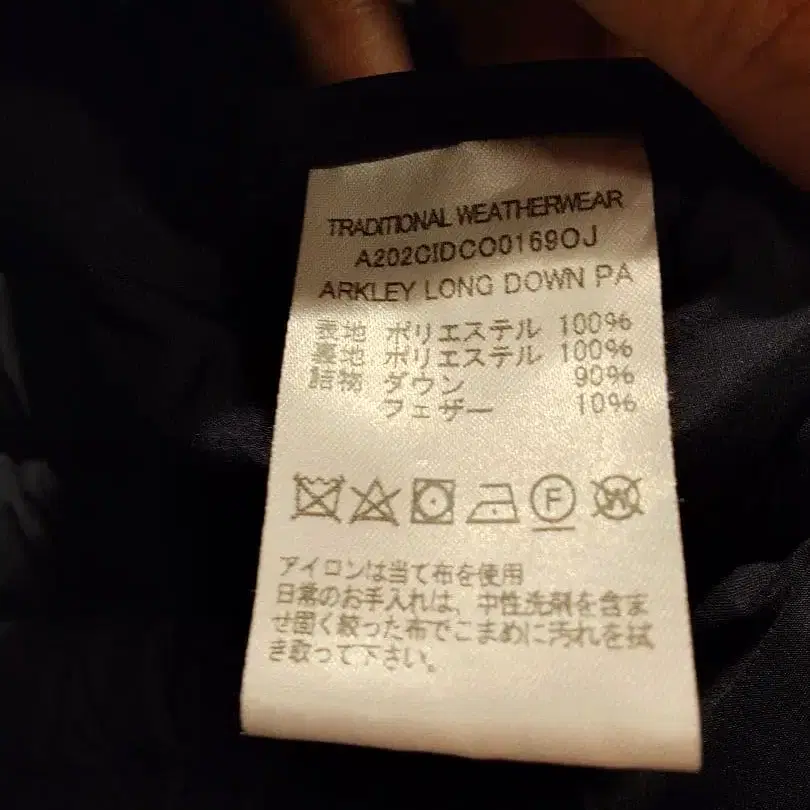 TRADITIONAL WEATHERWEAR
A202CIDCO0169OJ
ARKLEY LONG DOWN PA
表地 ポリエステル 100%
裏地 ポリエステル 100%
詰物 ダウン 90%
フェザー 10%
F W
アイロンは当て布を使用
日常のお手入れは、中性洗剤を含ま
せ固く絞った布でこまめに汚れを拭
き取って下さい。